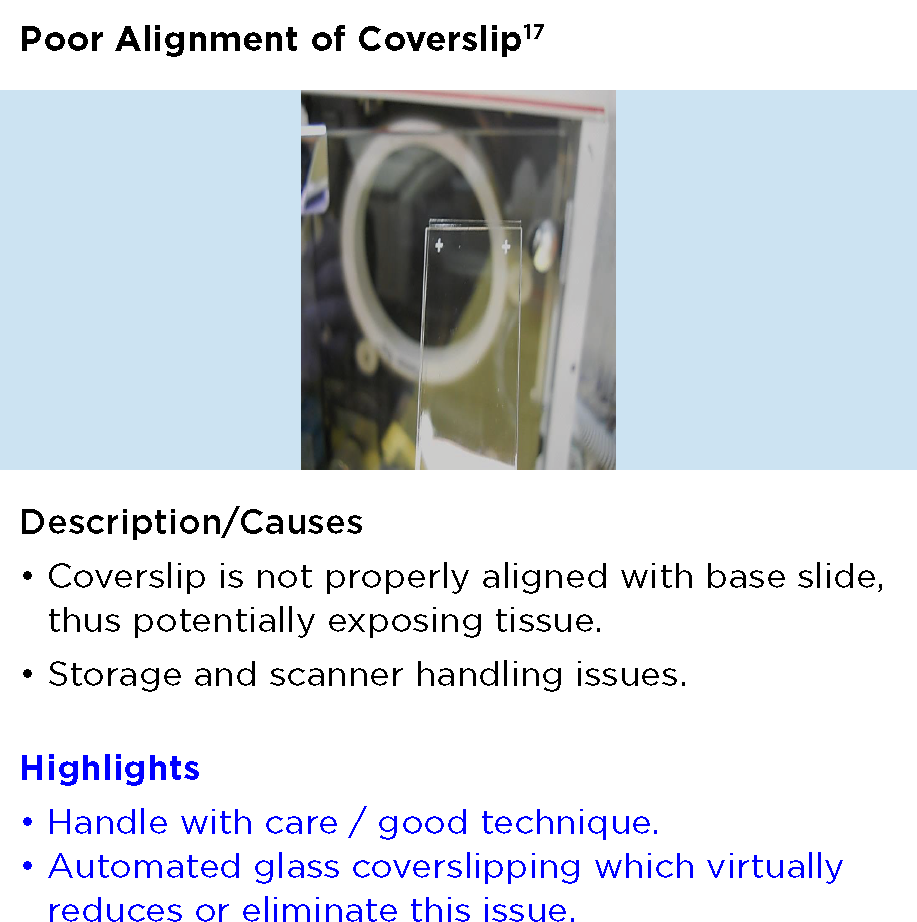 Poor Alignment of Coverslip17
Description/Causes
• Coverslip is not properly aligned with base slide,
thus potentially exposing tissue.
• Storage and scanner handling issues.
Highlights
• Handle with care / good technique.
• Automated glass coverslipping which virtually
reduces or eliminate this issue.